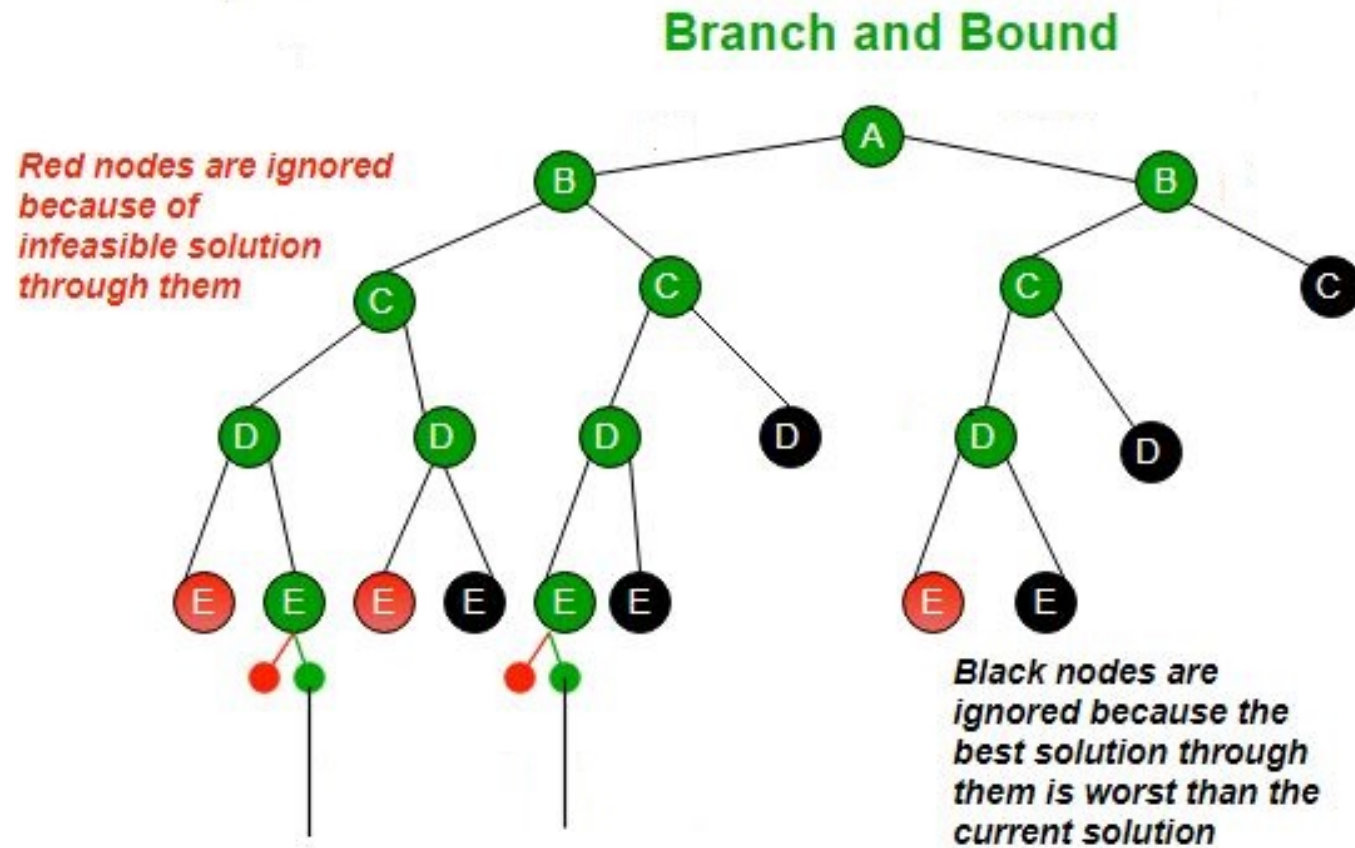 Branch and Bound
A
Red nodes are ignored
because of
infeasible solution
through them
B
B
C
C
C
C
D
D
D
D
D
D
E
E
E
E
E
E
E
E
Black nodes are
ignored because the
best solution through
them is worst than the
current solution